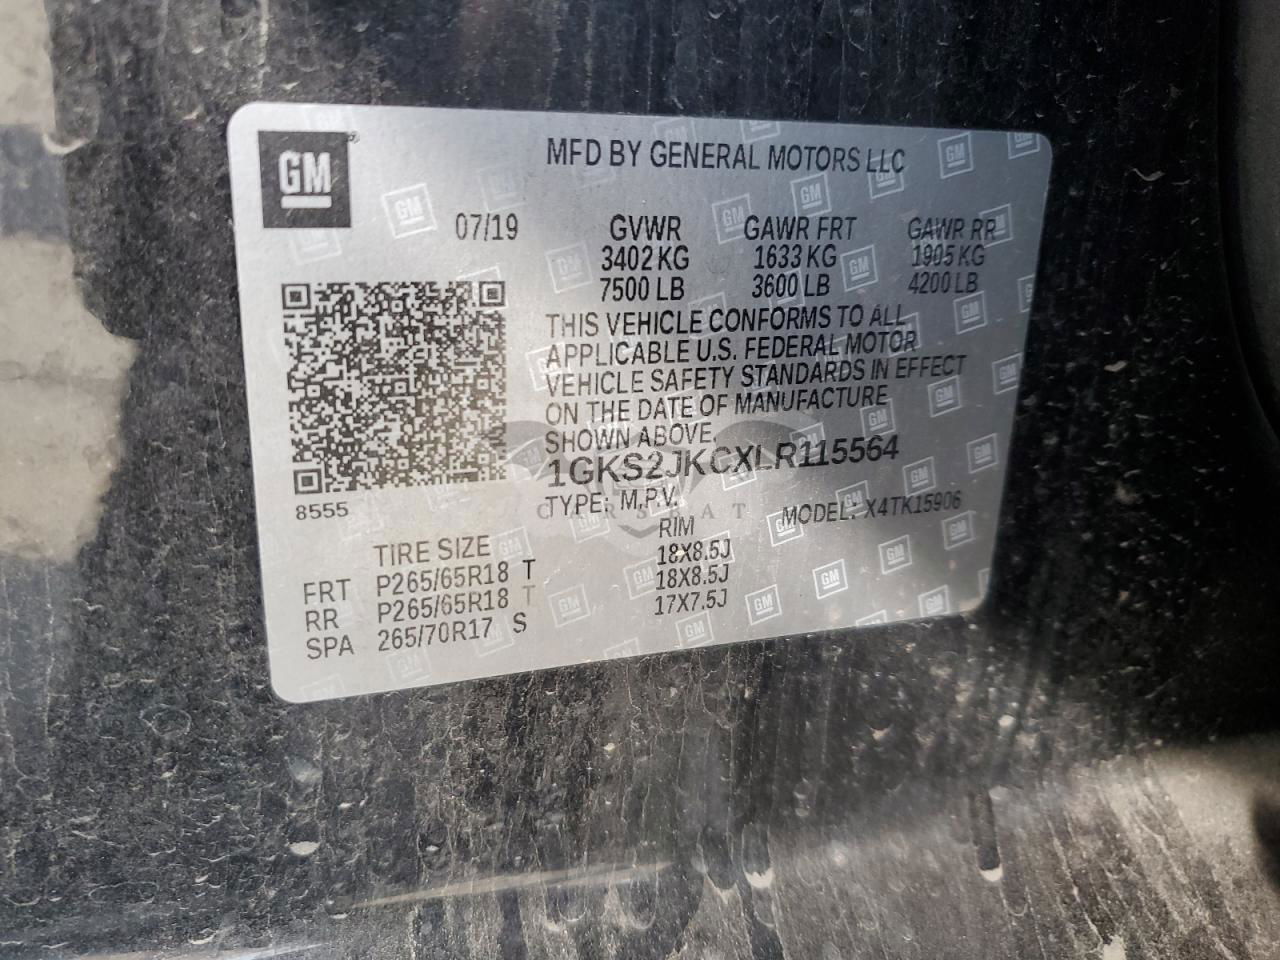 GM
MFD BY GENERAL MOTORS LLC
07/19 GVWR GAWR FRT GAWR RR
3402 KG 1633 KG 1905 KG
7500 LB 3600 LB 4200 LB
THIS VEHICLE CONFORMS TO ALL
APPLICABLE U.S. FEDERAL MOTOR
VEHICLE SAFETY STANDARDS IN EFFECT
ON THE DATE OF MANUFACTURE
SHOWN ABOVE.
1GKS2JKCXLR115564
TYPE: M.P.V. MODEL: X4TK15906
8555
TIRE SIZE RIM
FRT P265/65R18 T 18X8.5J
RR P265/65R18 T 18X8.5J
SPA 265/70R17 S 17X7.5J